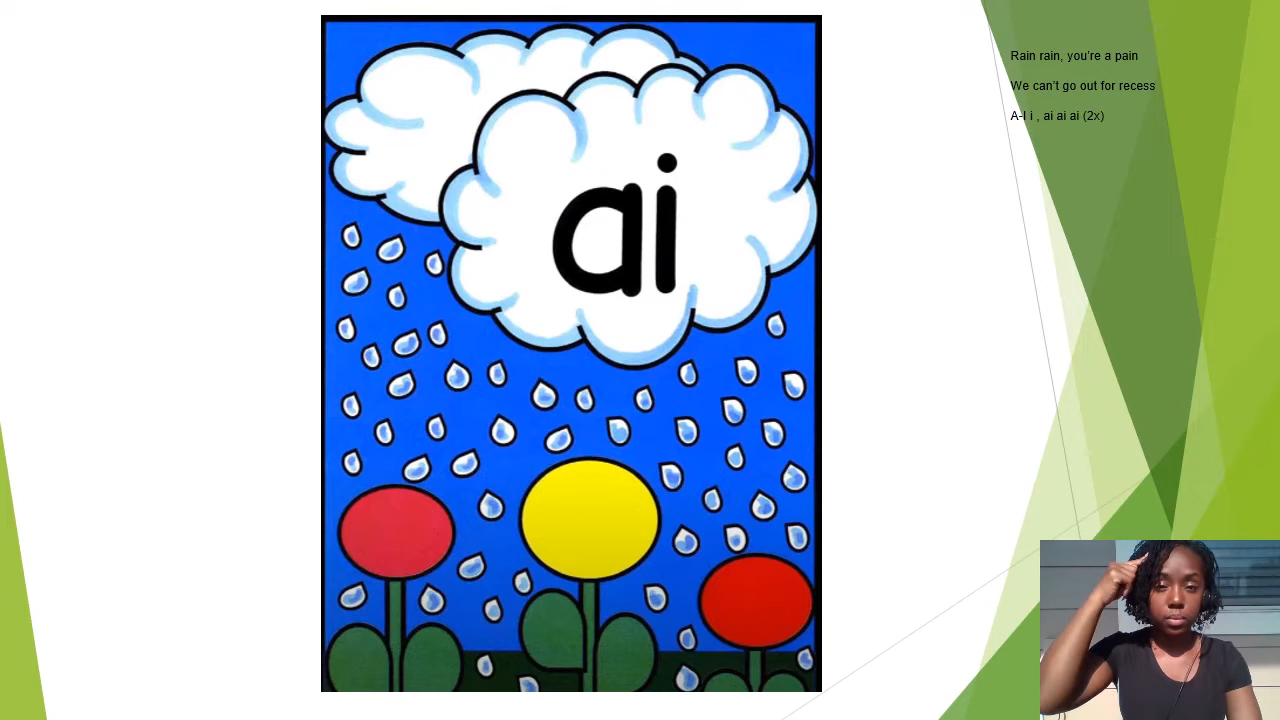 ai
Rain rain, you're a pain
We can't go out for recess
A-I i , ai ai ai (2x)